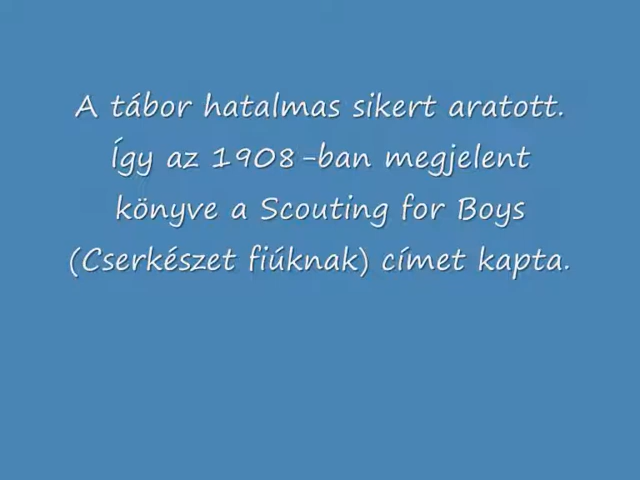 A tábor hatalmas sikert aratott.
Így az 1908-ban megjelent
könyve a Scouting for Boys
(Cserkészet fiúknak) címet kapta.